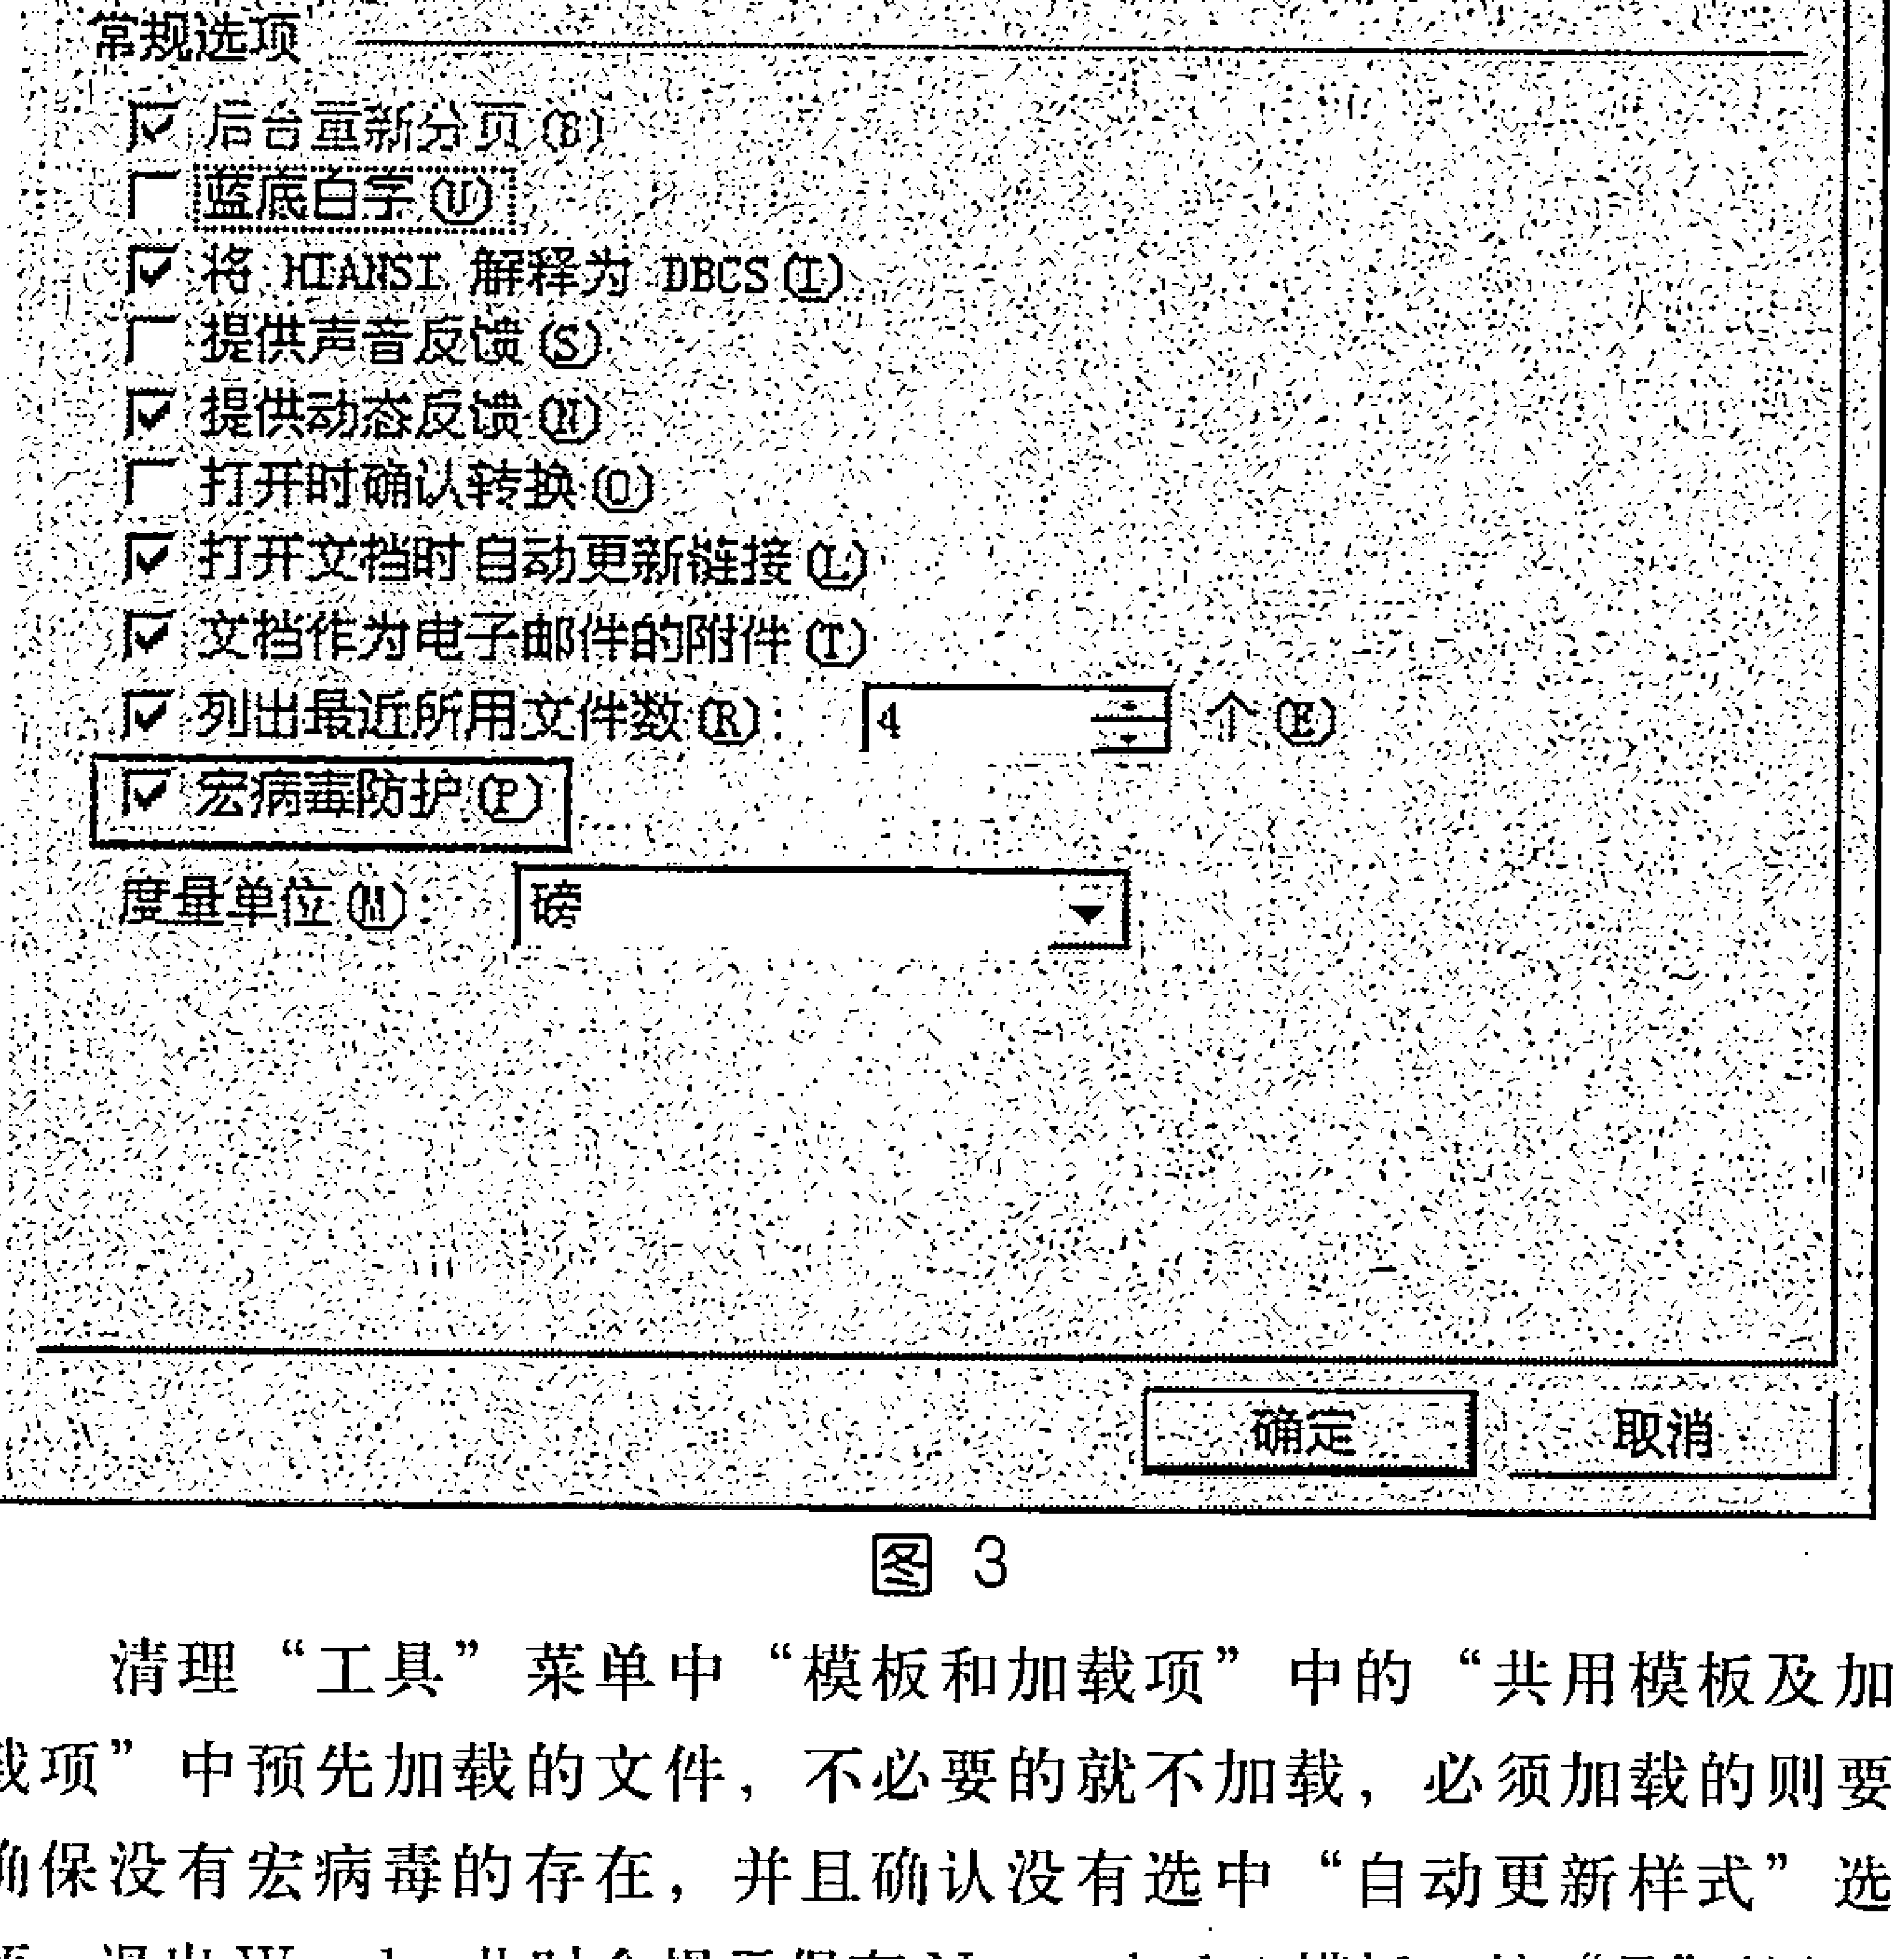 常规选项
后台重新分页(B)
蓝底白字(U)
将 HIANSI 解释为 DBCS(I)
提供声音反馈(S)
提供动态反馈(N)
打开时确认转换(O)
打开文档时自动更新链接(L)
文档作为电子邮件的附件(T)
列出最近所用文件数(R): 4 个(E)
宏病毒防护(P)
度量单位(M): 磅
确定 取消
图 3
清理“工具”菜单中“模板和加载项”中的“共用模板及加
载项”中预先加载的文件，不必要的就不加载，必须加载的则要
确保没有宏病毒的存在，并且确认没有选中“自动更新样式”选